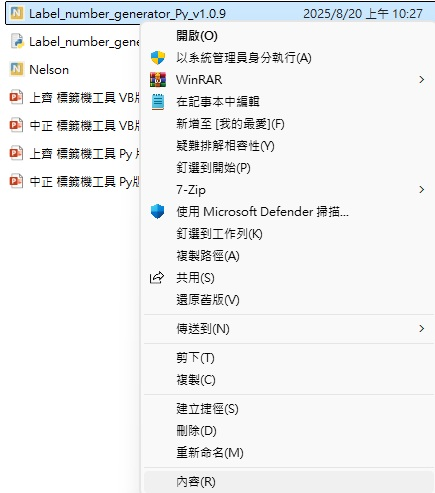 Label_number_generator_Py_v1.0.9 2025/8/20 上午 10:27
開啟(O)
Label_number_gene
以系統管理員身分執行(A)
Nelson
WinRAR
上齊 標籤機工具 VB
在記事本中編輯
中正 標籤機工具 VB
新增至 [我的最愛](F)
上齊 標籤機工具 Py
疑難排解相容性(Y)
釘選到開始(P)
中正 標籤機工具 Py
7-Zip
使用 Microsoft Defender 掃描...
釘選到工作列(K)
複製路徑(A)
共用(S)
還原舊版(V)
傳送到(N)
剪下(T)
複製(C)
建立捷徑(S)
刪除(D)
重新命名(M)
內容(R)